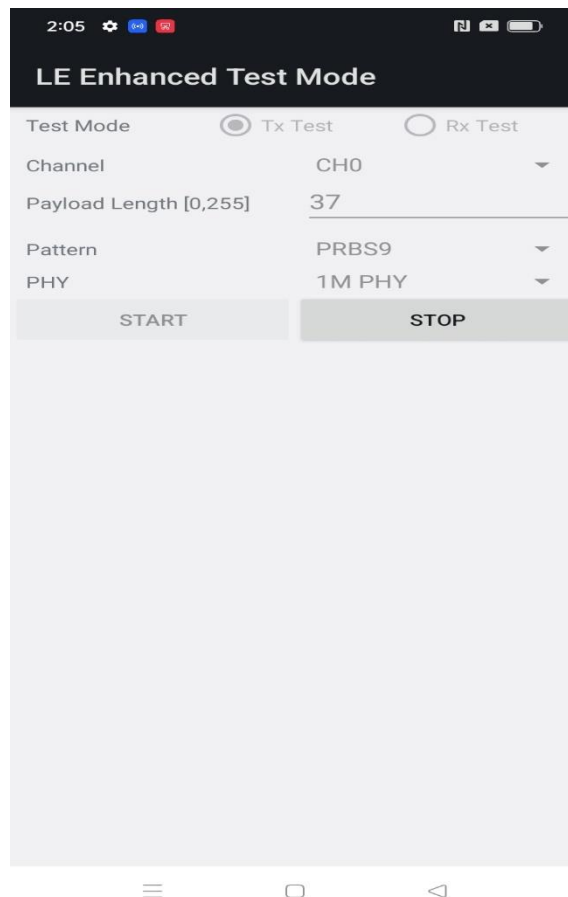 2:05
LE Enhanced Test Mode
Test Mode Tx Test Rx Test
Channel CH0
Payload Length [0,255] 37
Pattern PRBS9
PHY 1M PHY
START STOP